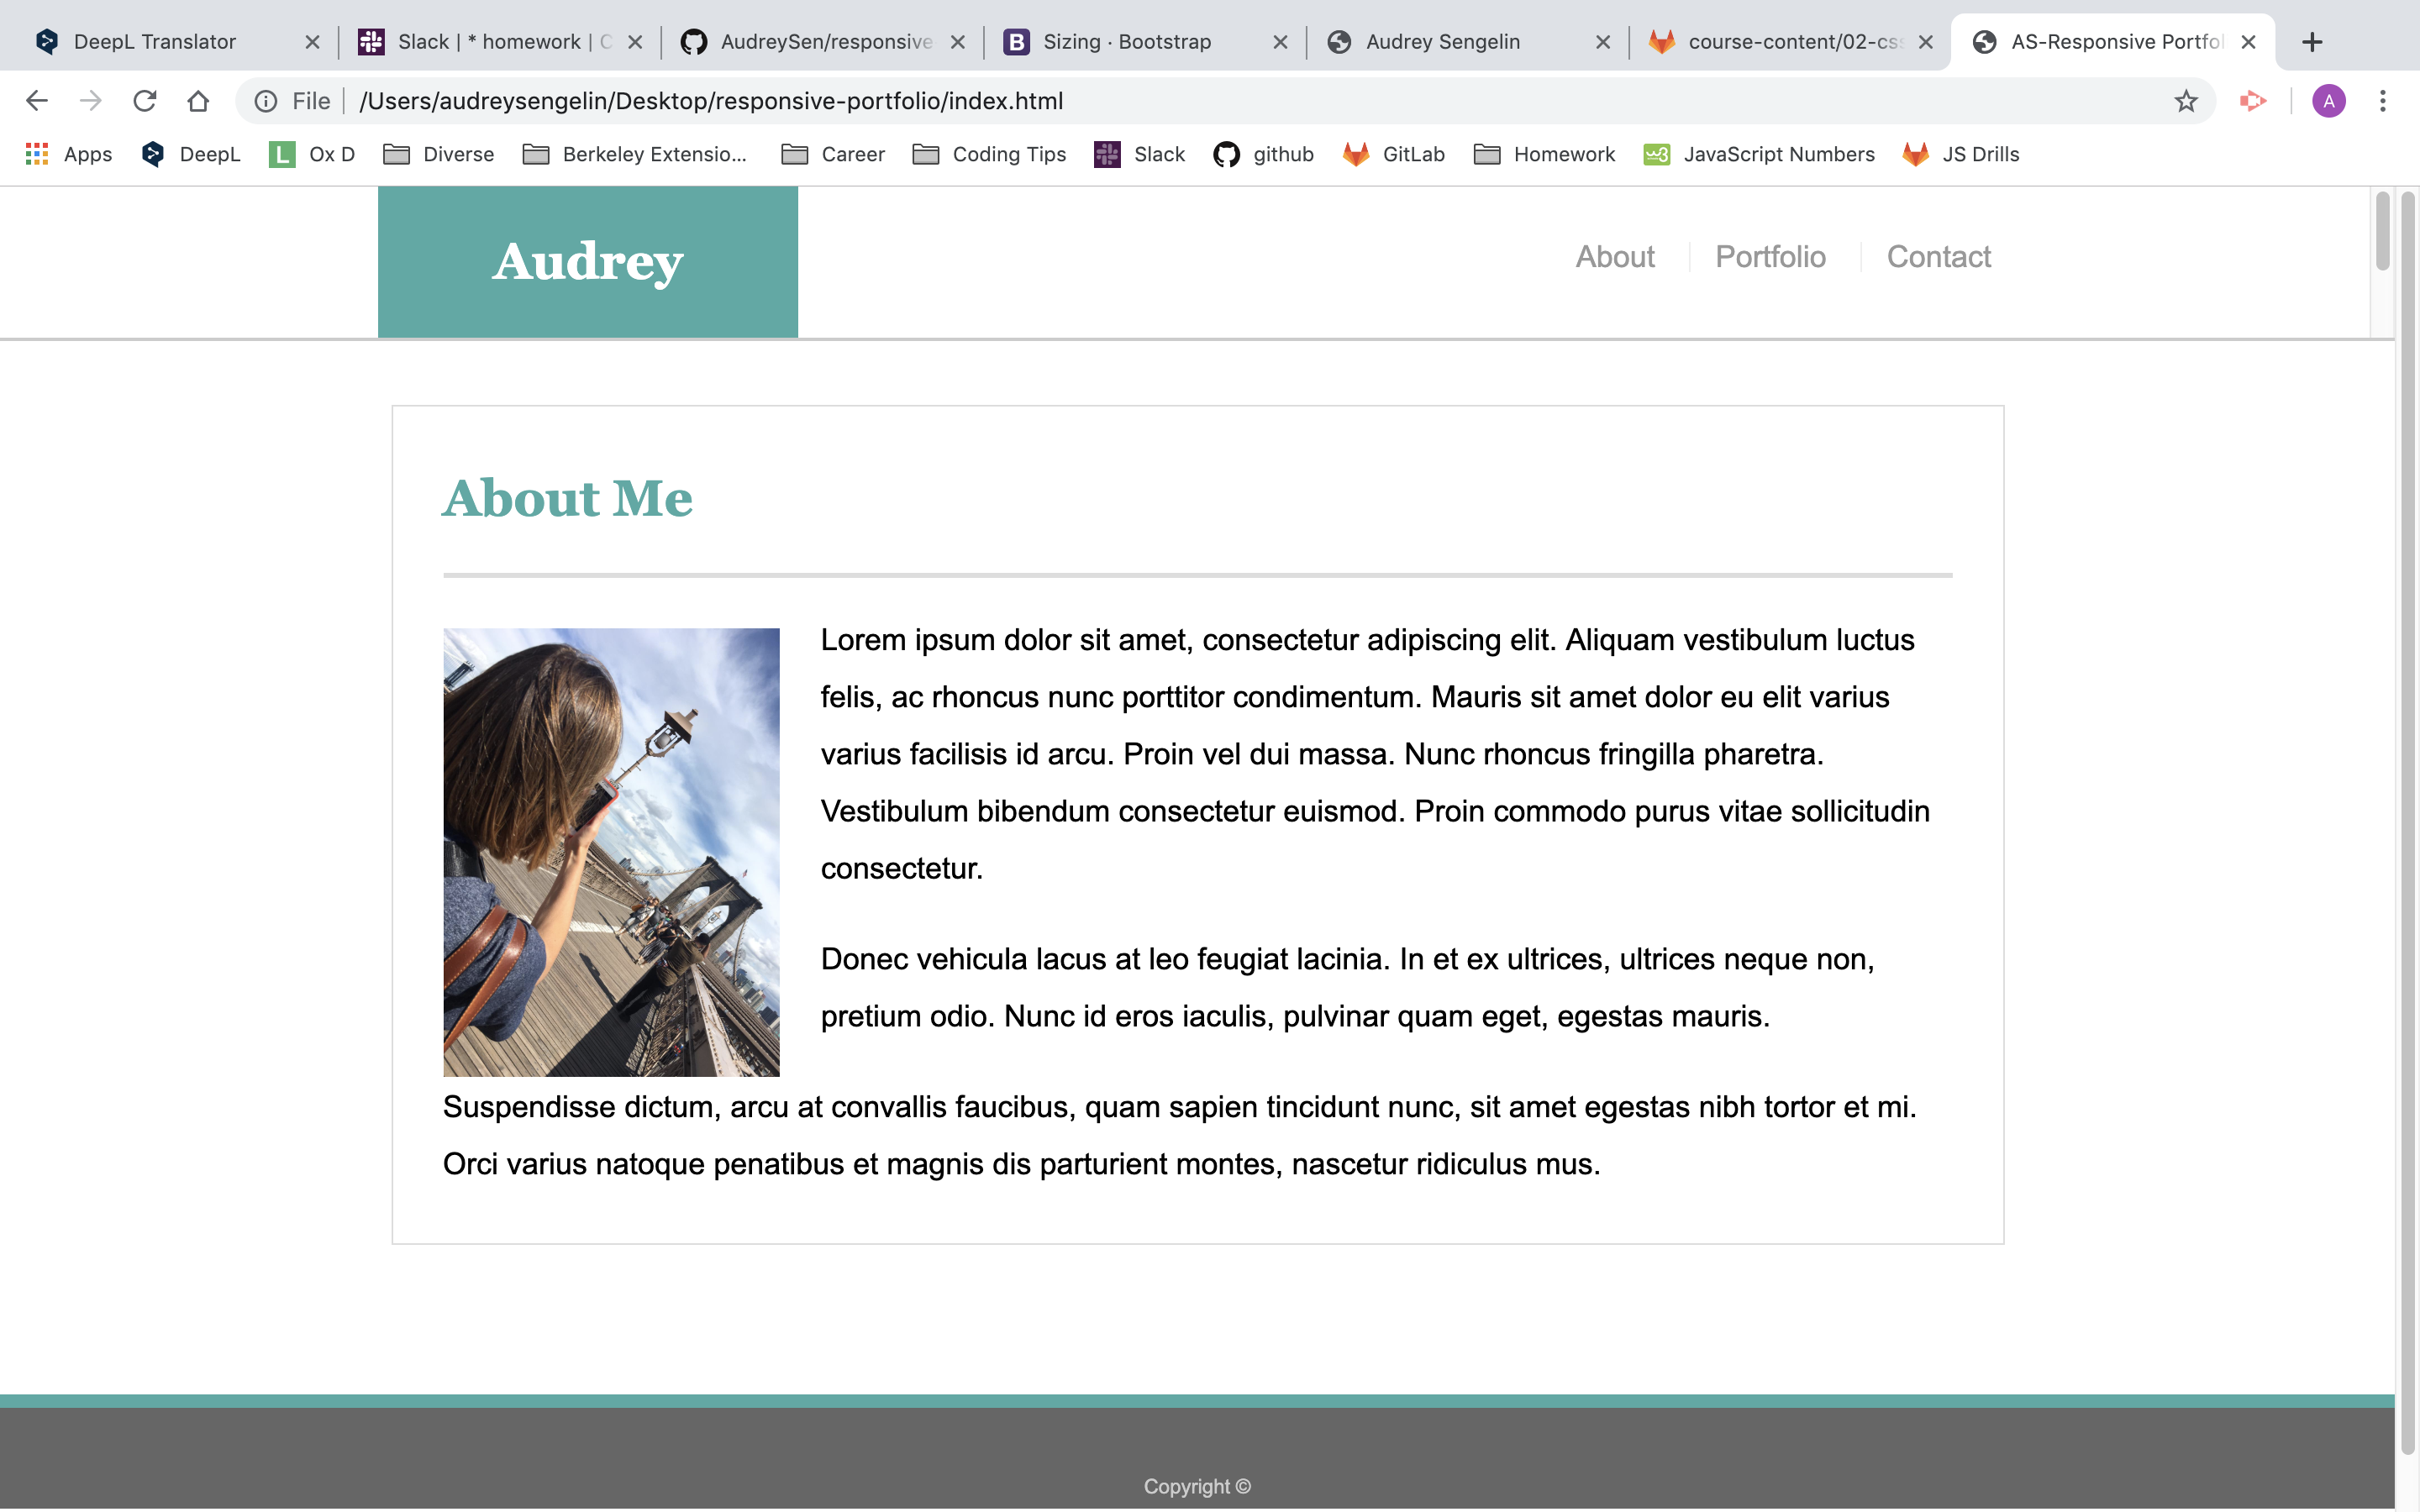 DeepL Translator
Slack | * homework | C
AudreySen/responsive
Sizing · Bootstrap
Audrey Sengelin
course-content/02-css
AS-Responsive Portfol
File /Users/audreysengelin/Desktop/responsive-portfolio/index.html
A
Apps DeepL L Ox D Diverse Berkeley Extensio... Career Coding Tips Slack github GitLab Homework JavaScript Numbers JS Drills
Audrey
About Portfolio Contact
About Me
Lorem ipsum dolor sit amet, consectetur adipiscing elit. Aliquam vestibulum luctus
felis, ac rhoncus nunc porttitor condimentum. Mauris sit amet dolor eu elit varius
varius facilisis id arcu. Proin vel dui massa. Nunc rhoncus fringilla pharetra.
Vestibulum bibendum consectetur euismod. Proin commodo purus vitae sollicitudin
consectetur.
Donec vehicula lacus at leo feugiat lacinia. In et ex ultrices, ultrices neque non,
pretium odio. Nunc id eros iaculis, pulvinar quam eget, egestas mauris.
Suspendisse dictum, arcu at convallis faucibus, quam sapien tincidunt nunc, sit amet egestas nibh tortor et mi.
Orci varius natoque penatibus et magnis dis parturient montes, nascetur ridiculus mus.
Copyright ©